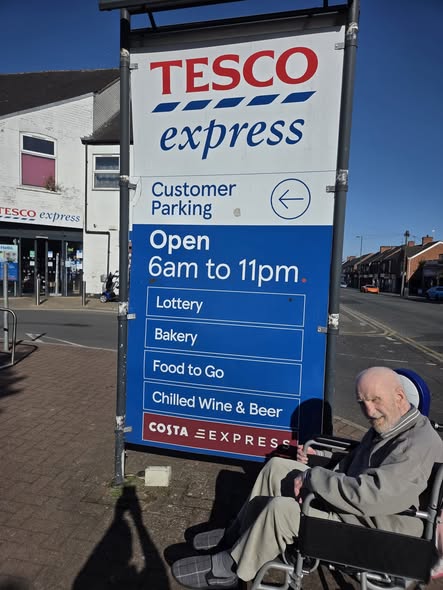 TESCO
express
Customer
Parking
Open
6am to 11pm.
Lottery
Bakery
Food to Go
Chilled Wine & Beer
COSTA EXPRESS
TESCO express